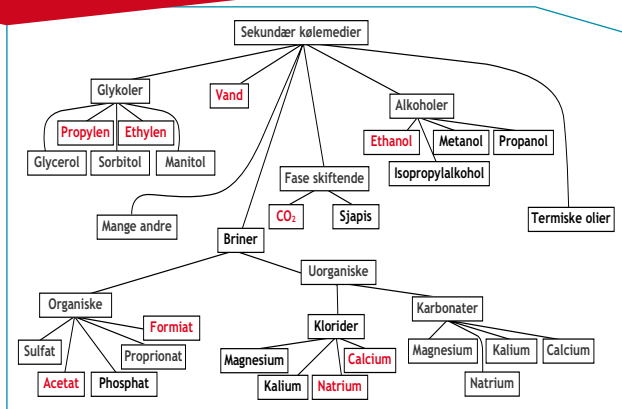 Sekundær kølemedier
Glykoler
Vand
Alkoholer
Propylen
Ethylen
Ethanol
Metanol
Propanol
Glycerol
Sorbitol
Manitol
Isopropylalkohol
Fase skiftende
CO₂
Sjapis
Termiske olier
Mange andre
Briner
Uorganiske
Organiske
Karbonater
Formiat
Klorider
Sulfat
Proprionat
Magnesium
Calcium
Magnesium
Kalium
Calcium
Acetat
Phosphat
Kalium
Natrium
Natrium